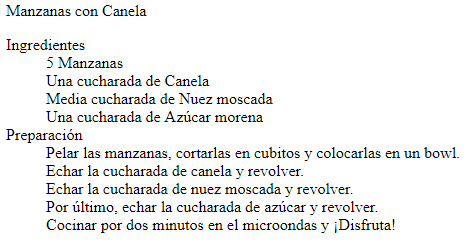 Manzanas con Canela
Ingredientes
5 Manzanas
Una cucharada de Canela
Media cucharada de Nuez moscada
Una cucharada de Azúcar morena
Preparación
Pelar las manzanas, cortarlas en cubitos y colocarlas en un bowl.
Echar la cucharada de canela y revolver.
Echar la cucharada de nuez moscada y revolver.
Por último, echar la cucharada de azúcar y revolver.
Cocinar por dos minutos en el microondas y ¡Disfruta!